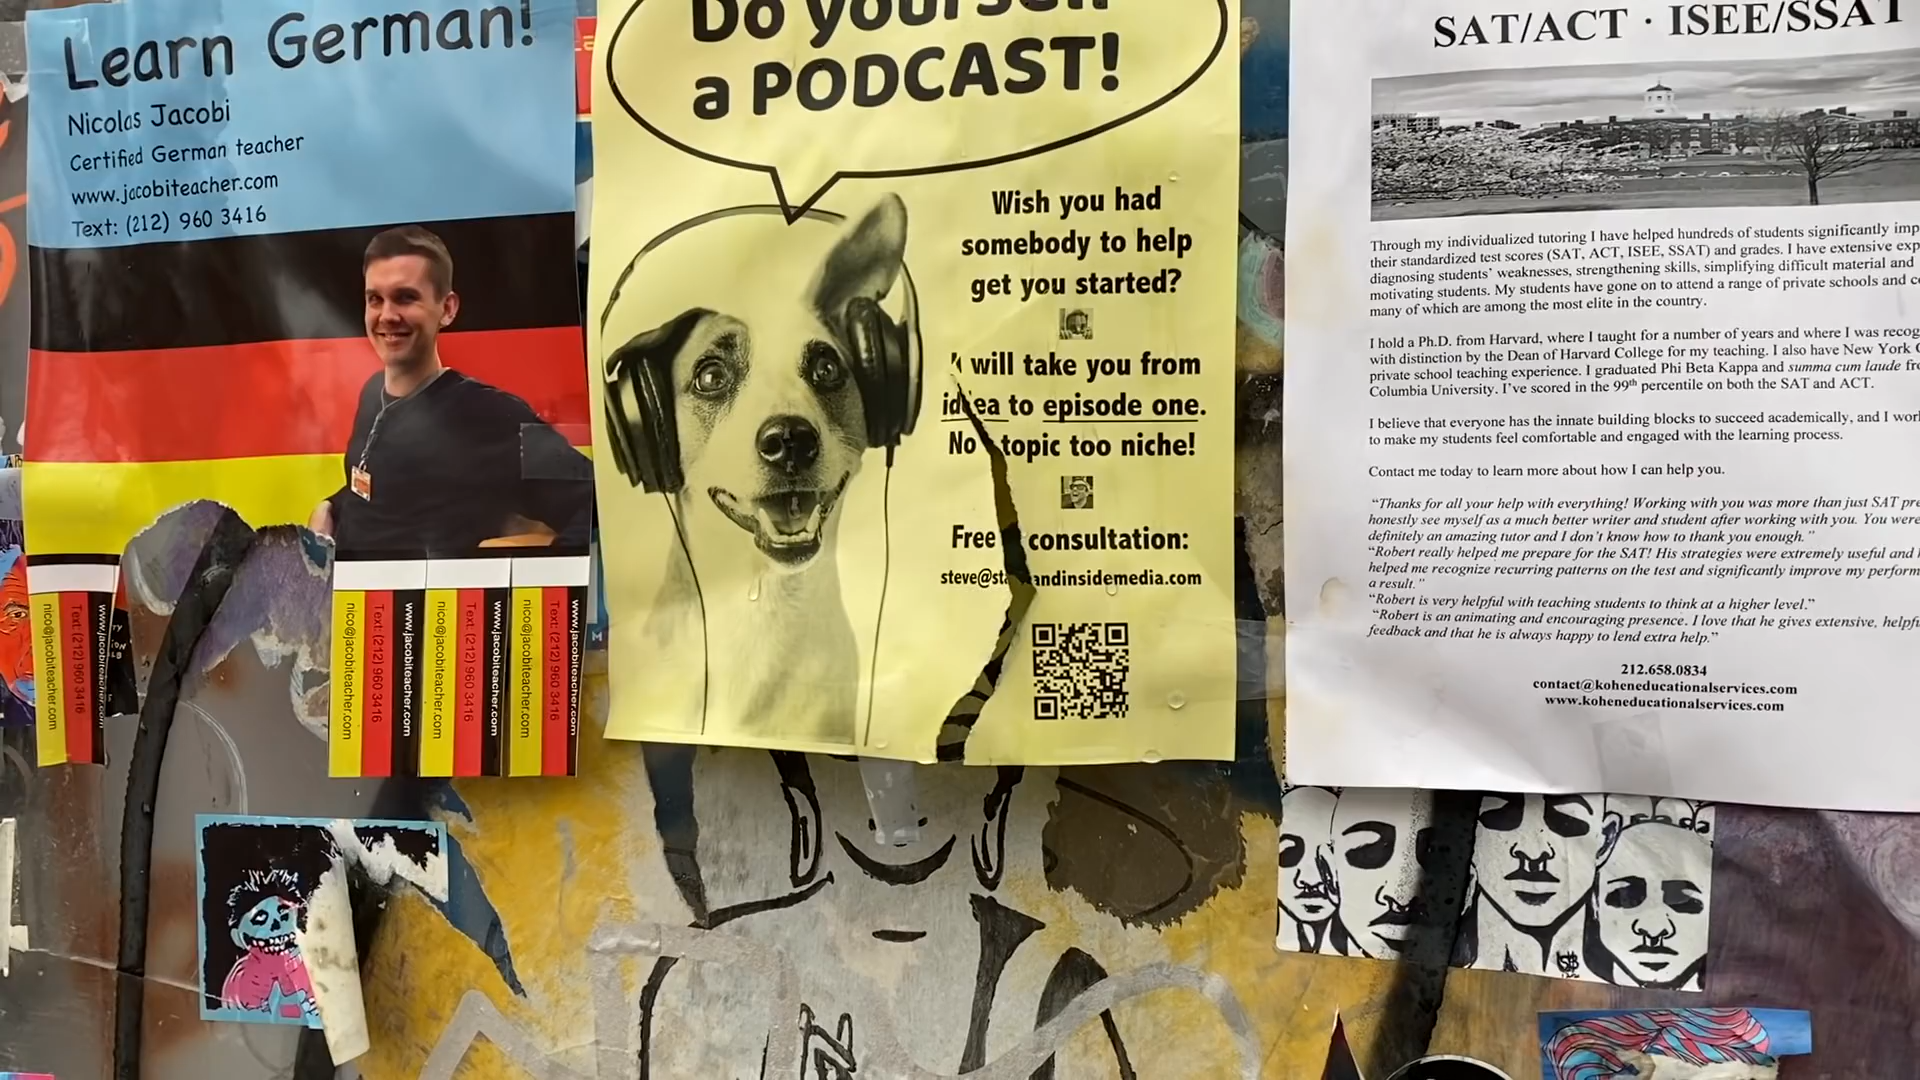 Learn German!
Nicolas Jacobi
Certified German teacher
www.jacobiteacher.com
Text: (212) 960 3416
nico@jacobiteacher.com
Text: (212) 960 3416
www.jacobiteacher.com
nico@jacobiteacher.com
Text: (212) 960 3416
www.jacobiteacher.com
nico@jacobiteacher.com
Text: (212) 960 3416
www.jacobiteacher.com
nico@jacobiteacher.com
Text: (212) 960 3416
www.jacobiteacher.com
Do yourself
a PODCAST!
Wish you had
somebody to help
get you started?
will take you from
idea to episode one.
No topic too niche!
Free consultation:
andinsidemedia.com
SAT/ACT · ISEE/SSAT
Through my individualized tutoring I have helped hundreds of students significantly
their standardized test scores (SAT, ACT, ISEE, SSAT) and grades. I have extensive
diagnosing students' weaknesses, strengthening skills, simplifying difficult material and
motivating students. My students have gone on to attend a range of private schools and
many of which are among the most elite in the country.
I hold a Ph.D. from Harvard, where I taught for a number of years and where I was
with distinction by the Dean of Harvard College for my teaching. I also have New York
private school teaching experience. I graduated Phi Beta Kappa and summa cum laude
Columbia University. I've scored in the 99th percentile on both the SAT and ACT.
I believe that everyone has the innate building blocks to succeed academically, and I
to make my students feel comfortable and engaged with the learning process.
Contact me today to learn more about how I can help you.
“Thanks for all your help with everything! Working with you was more than just SAT
honestly see myself as a much better writer and student after working with you. You were
definitely an amazing tutor and I don't know how to thank you enough.”
“Robert really helped me prepare for the SAT! His strategies were extremely useful and
helped me recognize recurring patterns on the test and significantly improve my
a result.”
“Robert is very helpful with teaching students to think at a higher level.”
“Robert is an animating and encouraging presence. I love that he gives extensive,
feedback and that he is always happy to lend extra help.”
212.658.0834
contact@koheneducationalservices.com
www.koheneducationalservices.com